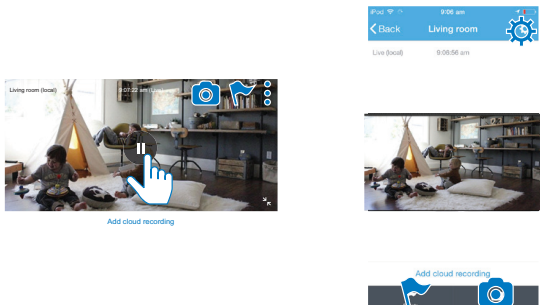 Living room (local)
9:07:22 am
Add cloud recording
iPod
9:06 am
Back
Living room
Live (local)
9:08:56 am
Add cloud recording